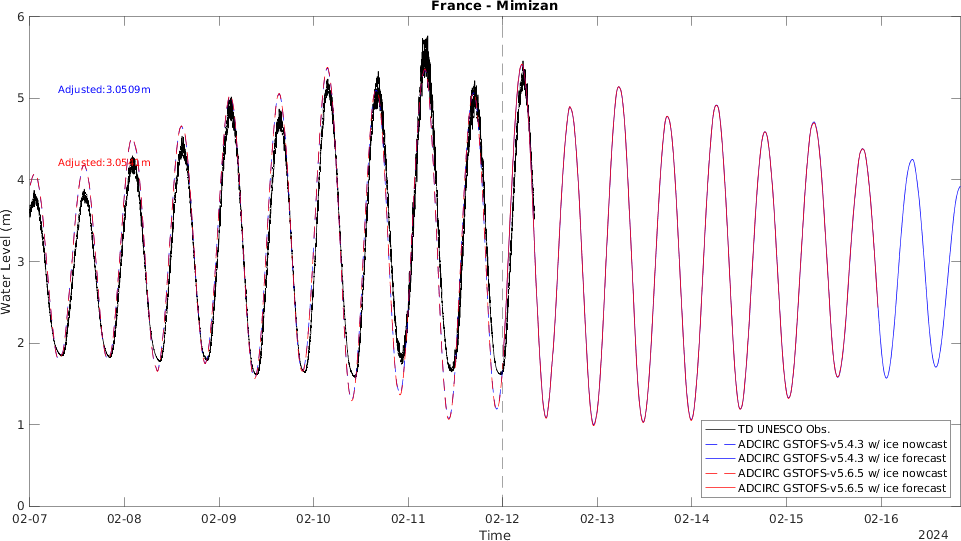 France - Mimizan
6
5
4
3
2
1
0
Water Level (m)
Adjusted:3.0509m
Adjusted:3.05 m
TD UNESCO Obs.
ADCIRC GSTOFS-v5.4.3 w/ ice nowcast
ADCIRC GSTOFS-v5.4.3 w/ ice forecast
ADCIRC GSTOFS-v5.6.5 w/ ice nowcast
ADCIRC GSTOFS-v5.6.5 w/ ice forecast
02-07 02-08 02-09 02-10 02-11 02-12 02-13 02-14 02-15 02-16
Time
2024